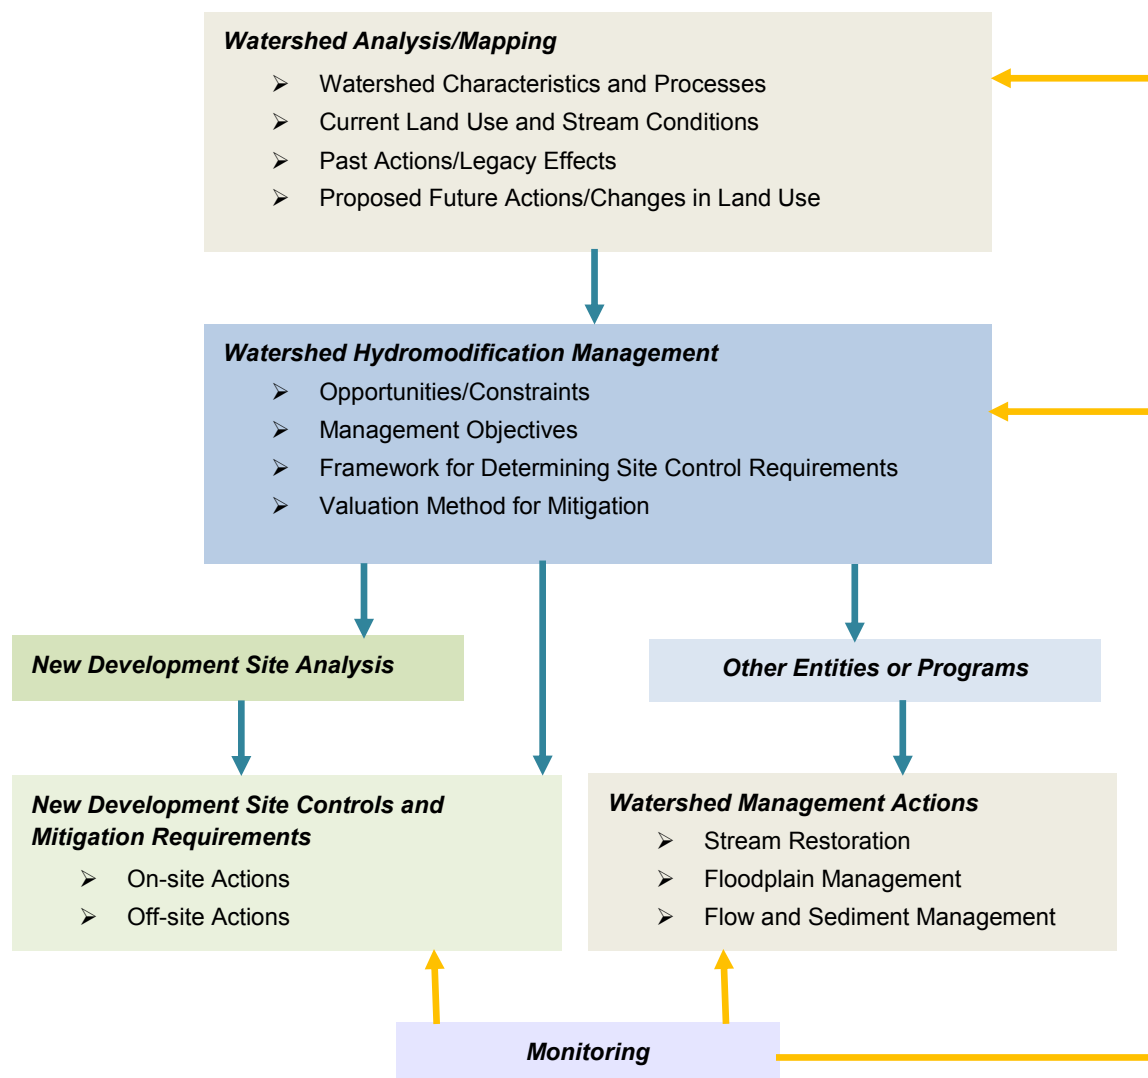 Watershed Analysis/Mapping
➢ Watershed Characteristics and Processes
➢ Current Land Use and Stream Conditions
➢ Past Actions/Legacy Effects
➢ Proposed Future Actions/Changes in Land Use
Watershed Hydromodification Management
➢ Opportunities/Constraints
➢ Management Objectives
➢ Framework for Determining Site Control Requirements
➢ Valuation Method for Mitigation
New Development Site Analysis
Other Entities or Programs
New Development Site Controls and
Mitigation Requirements
➢ On-site Actions
➢ Off-site Actions
Watershed Management Actions
➢ Stream Restoration
➢ Floodplain Management
➢ Flow and Sediment Management
Monitoring